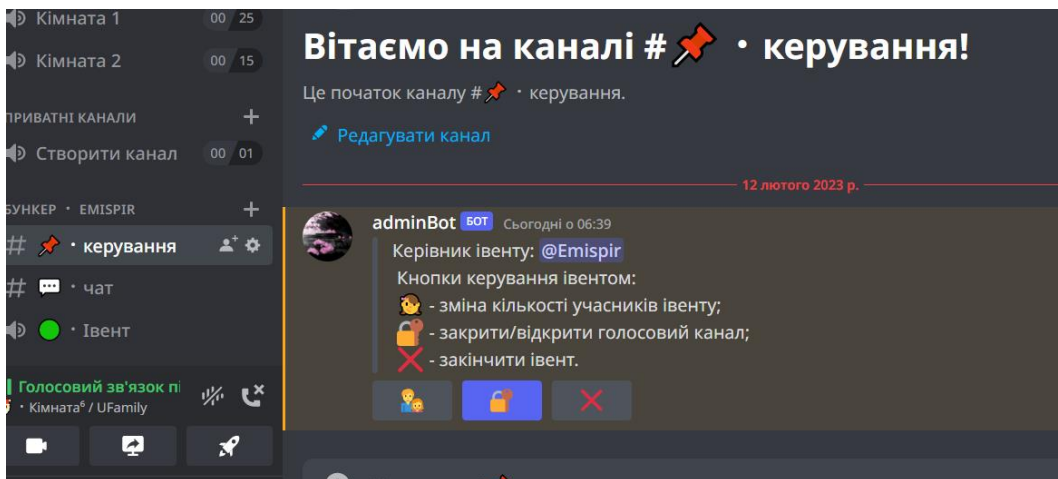 Кімната 1 00 25
Кімната 2 00 15
ПРИВАТНІ КАНАЛИ
Створити канал 00 01
БУНКЕР · EMISPIR
# 📌 · керування
# 💬 · чат
· Івент
Голосовий зв'язок пі
· Кімната⁶ / UFamily
Вітаємо на каналі #📌 · керування!
Це початок каналу #📌 · керування.
Редагувати канал
12 лютого 2023 р.
adminBot БОТ Сьогодні о 06:39
Керівник івенту: @Emispir
Кнопки керування івентом:
- зміна кількості учасників івенту;
🔐 - закрити/відкрити голосовий канал;
❌ - закінчити івент.